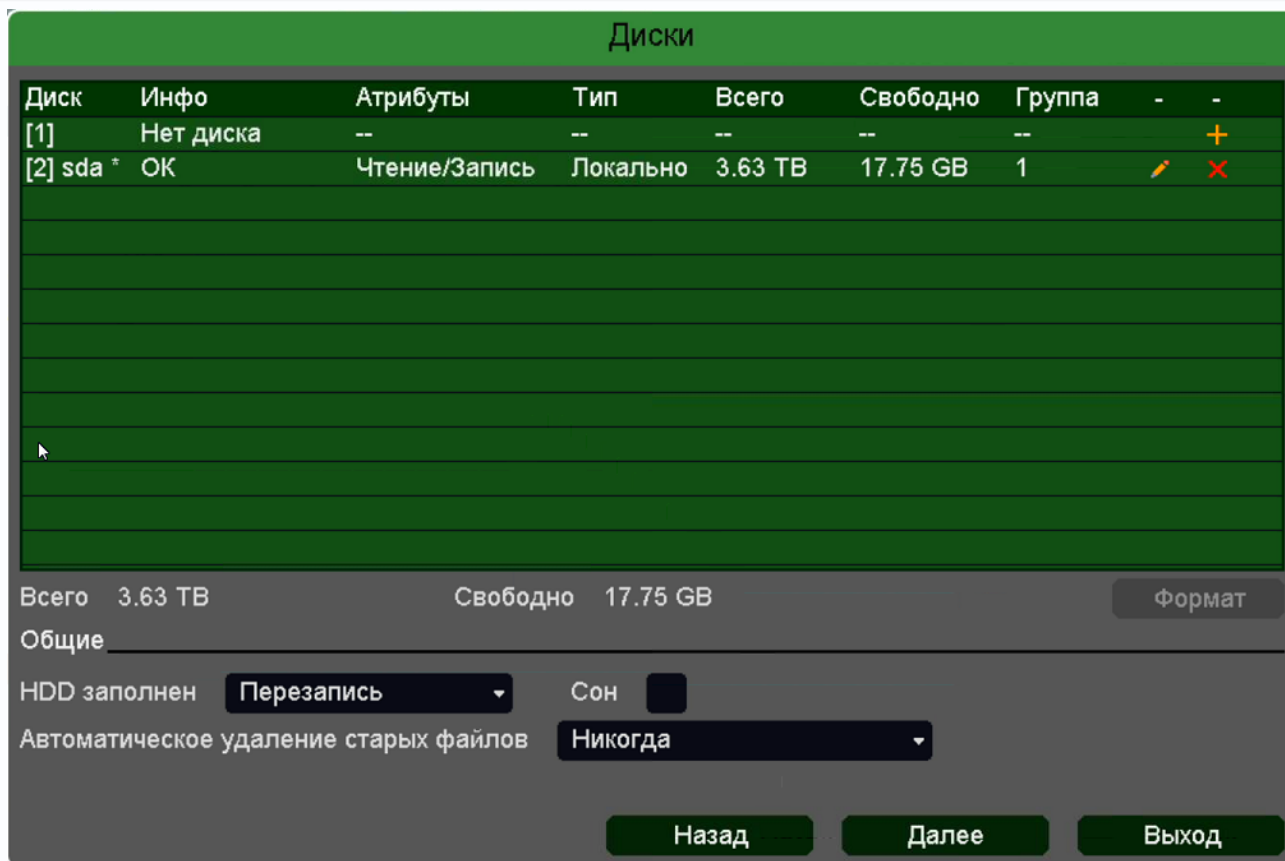 Диски
Диск Инфо Атрибуты Тип Всего Свободно Группа - -
[1] Нет диска -- -- -- -- -- +
[2] sda * OK Чтение/Запись Локально 3.63 TB 17.75 GB 1
Всего 3.63 TB Свободно 17.75 GB Формат
Общие
HDD заполнен Перезапись Сон
Автоматическое удаление старых файлов Никогда
Назад Далее Выход